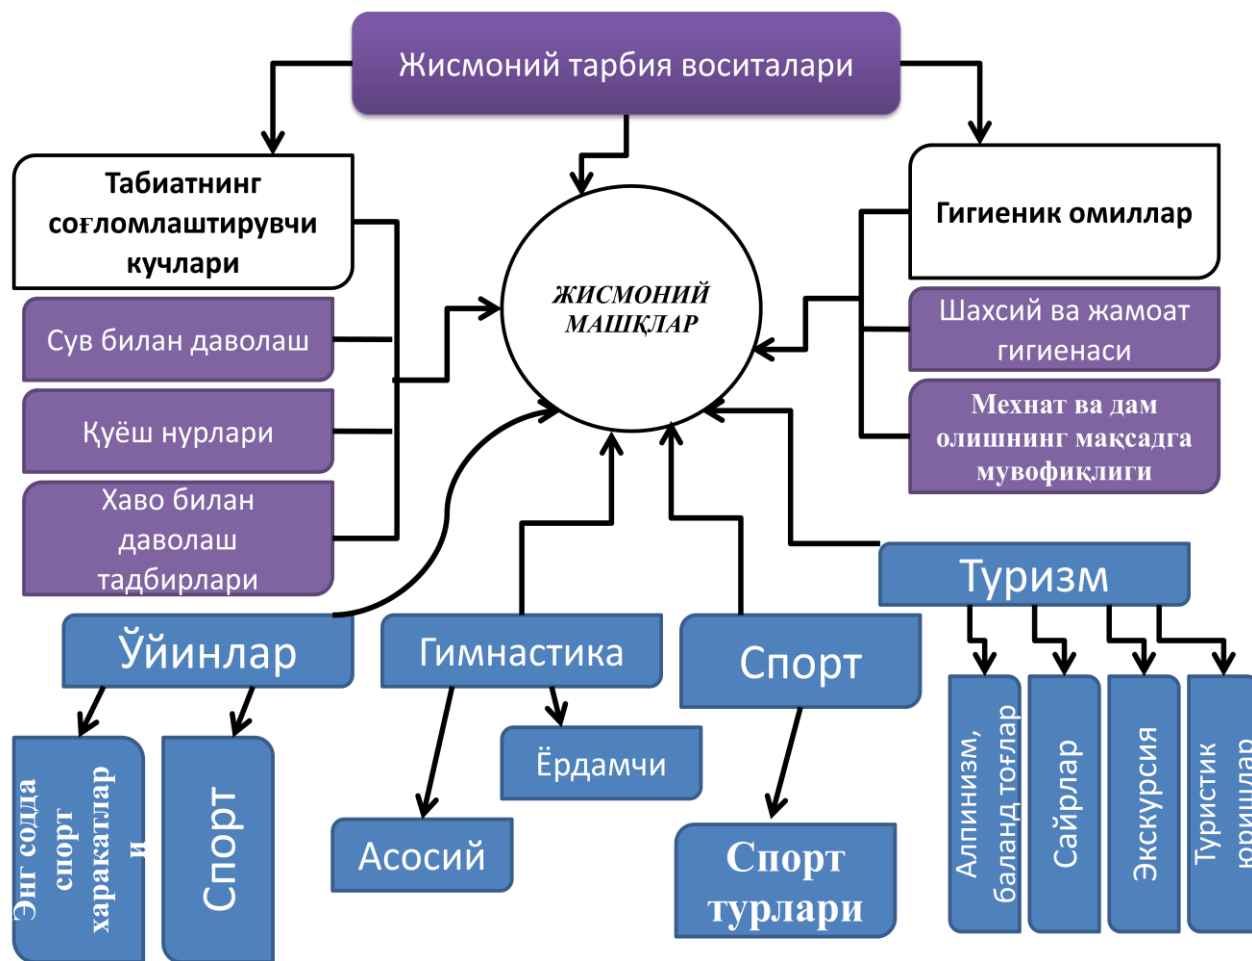 Жисмоний тарбия воситалари
Табиатнинг
соғломлаштирувчи
кучлари
Сув билан даволаш
Қуёш нурлари
Хаво билан
даволаш
тадбирлари
ЖИСМОНИЙ
МАШҚЛАР
Гигиеник омиллар
Шахсий ва жамоат
гигиенаси
Мехнат ва дам
олишнинг мақсадга
мувофиқлиги
Ўйинлар
Гимнастика
Спорт
Туризм
Энг содда
спорт
харакатлар
и
Спорт
Асосий
Ёрдамчи
Спорт
турлари
Алпинизм,
баланд тоғлар
Сайрлар
Экскурсия
Туристик
юришлар